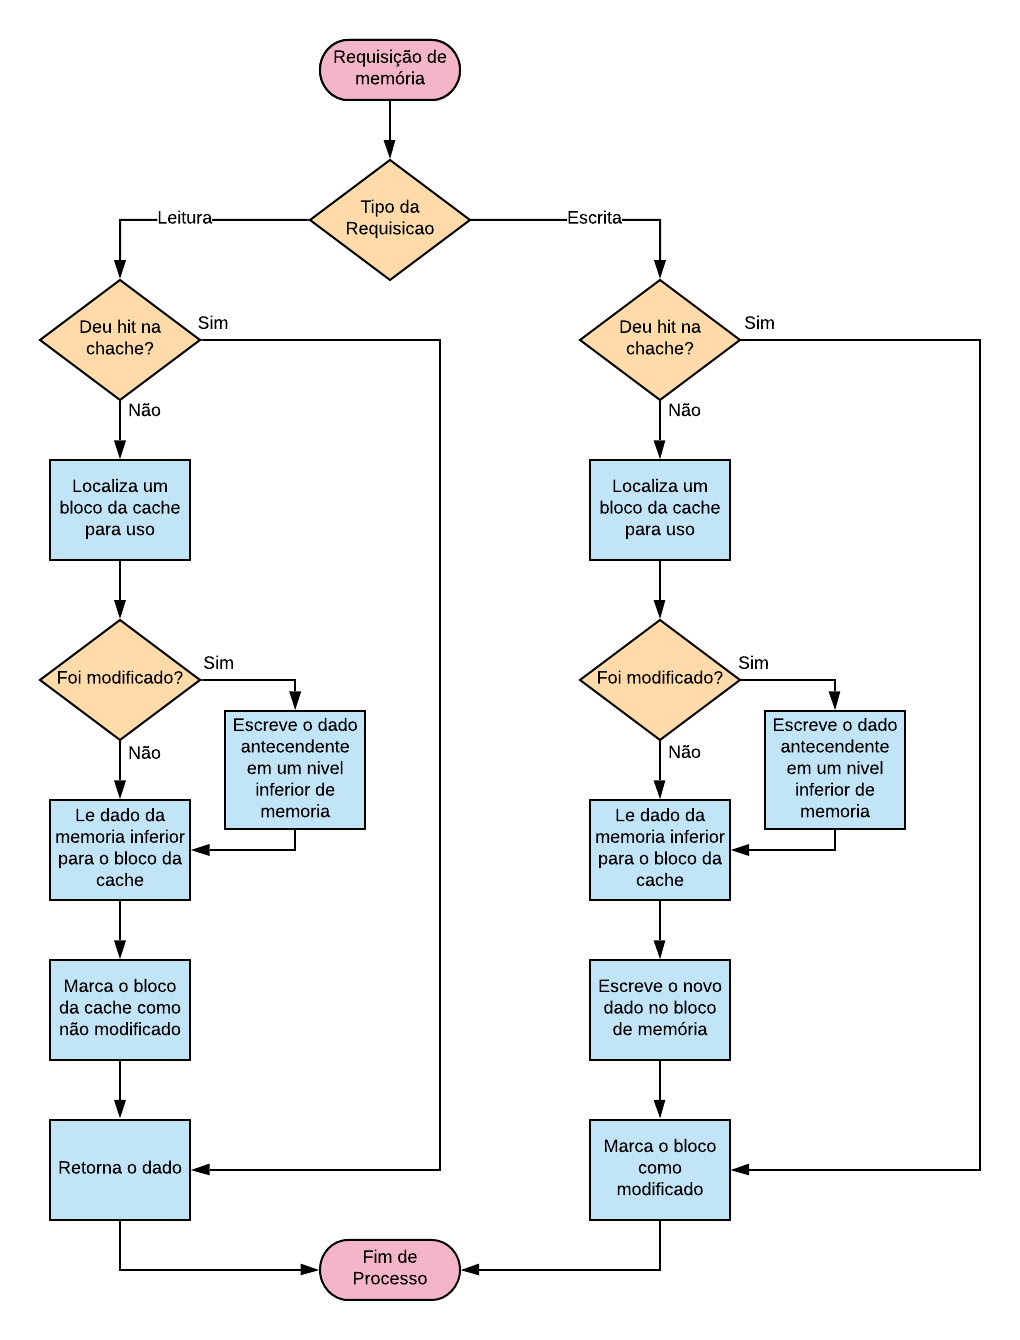 Requisição de
memória
Tipo da
Requisicao
Leitura
Escrita
Deu hit na
chache?
Sim
Não
Localiza um
bloco da cache
para uso
Foi modificado?
Sim
Não
Escreve o dado
antecendente
em um nivel
inferior de
memoria
Le dado da
memoria inferior
para o bloco da
cache
Marca o bloco
da cache como
não modificado
Retorna o dado
Deu hit na
chache?
Sim
Não
Localiza um
bloco da cache
para uso
Foi modificado?
Sim
Não
Escreve o dado
antecendente
em um nivel
inferior de
memoria
Le dado da
memoria inferior
para o bloco da
cache
Escreve o novo
dado no bloco
de memória
Marca o bloco
como
modificado
Fim de
Processo